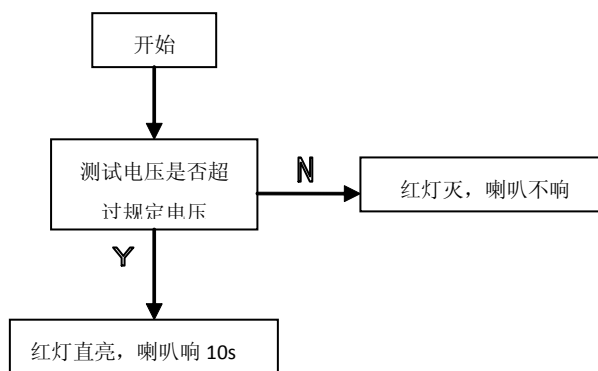 开始
测试电压是否超
过规定电压
N
红灯灭，喇叭不响
Y
红灯直亮，喇叭响 10s